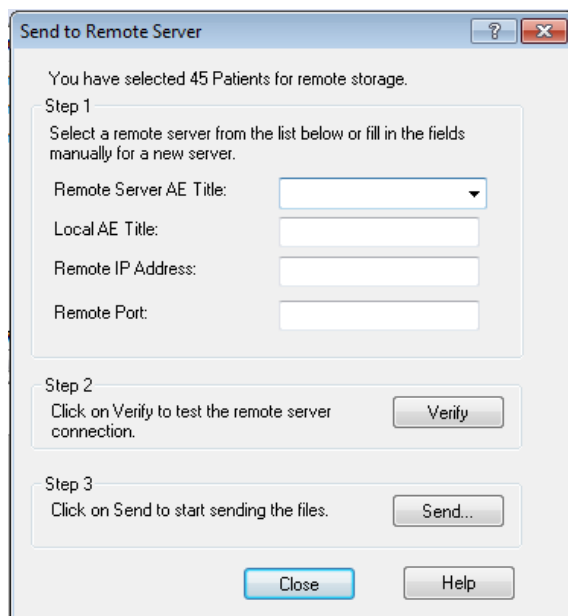 Send to Remote Server
You have selected 45 Patients for remote storage.
Step 1
Select a remote server from the list below or fill in the fields
manually for a new server.
Remote Server AE Title:
Local AE Title:
Remote IP Address:
Remote Port:
Step 2
Click on Verify to test the remote server
connection.
Verify
Step 3
Click on Send to start sending the files.
Send...
Close
Help